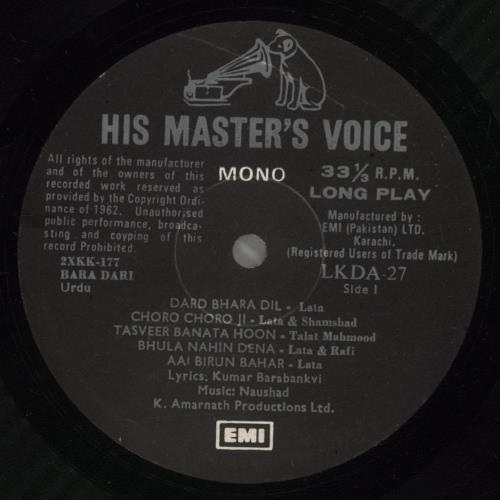 HIS MASTER'S VOICE
All rights of the manufacturer
and of the owners of this
recorded work reserved as
provided by the Copyright Ordi-
nance of 1962. Unauthorised
public performance, broadca-
sting and coyping of this
record Prohibited.
2XKK-177
BARA DARI
Urdu
MONO
33⅓ R.P.M.
LONG PLAY
Manufactured by :
EMI (Pakistan) LTD.
Karachi.
(Registered Users of Trade Mark)
LKDA-27
Side I
DARD BHARA DIL - Lata
CHORO CHORO JI - Lata & Shamshad
TASVEER BANATA HOON - Talat Mahmood
BHULA NAHIN DENA - Lata & Rafi
AAI BIRUN BAHAR - Lata
Lyrics: Kumar Barabankvi
Music: Naushad
K. Amarnath Productions Ltd.
EMI